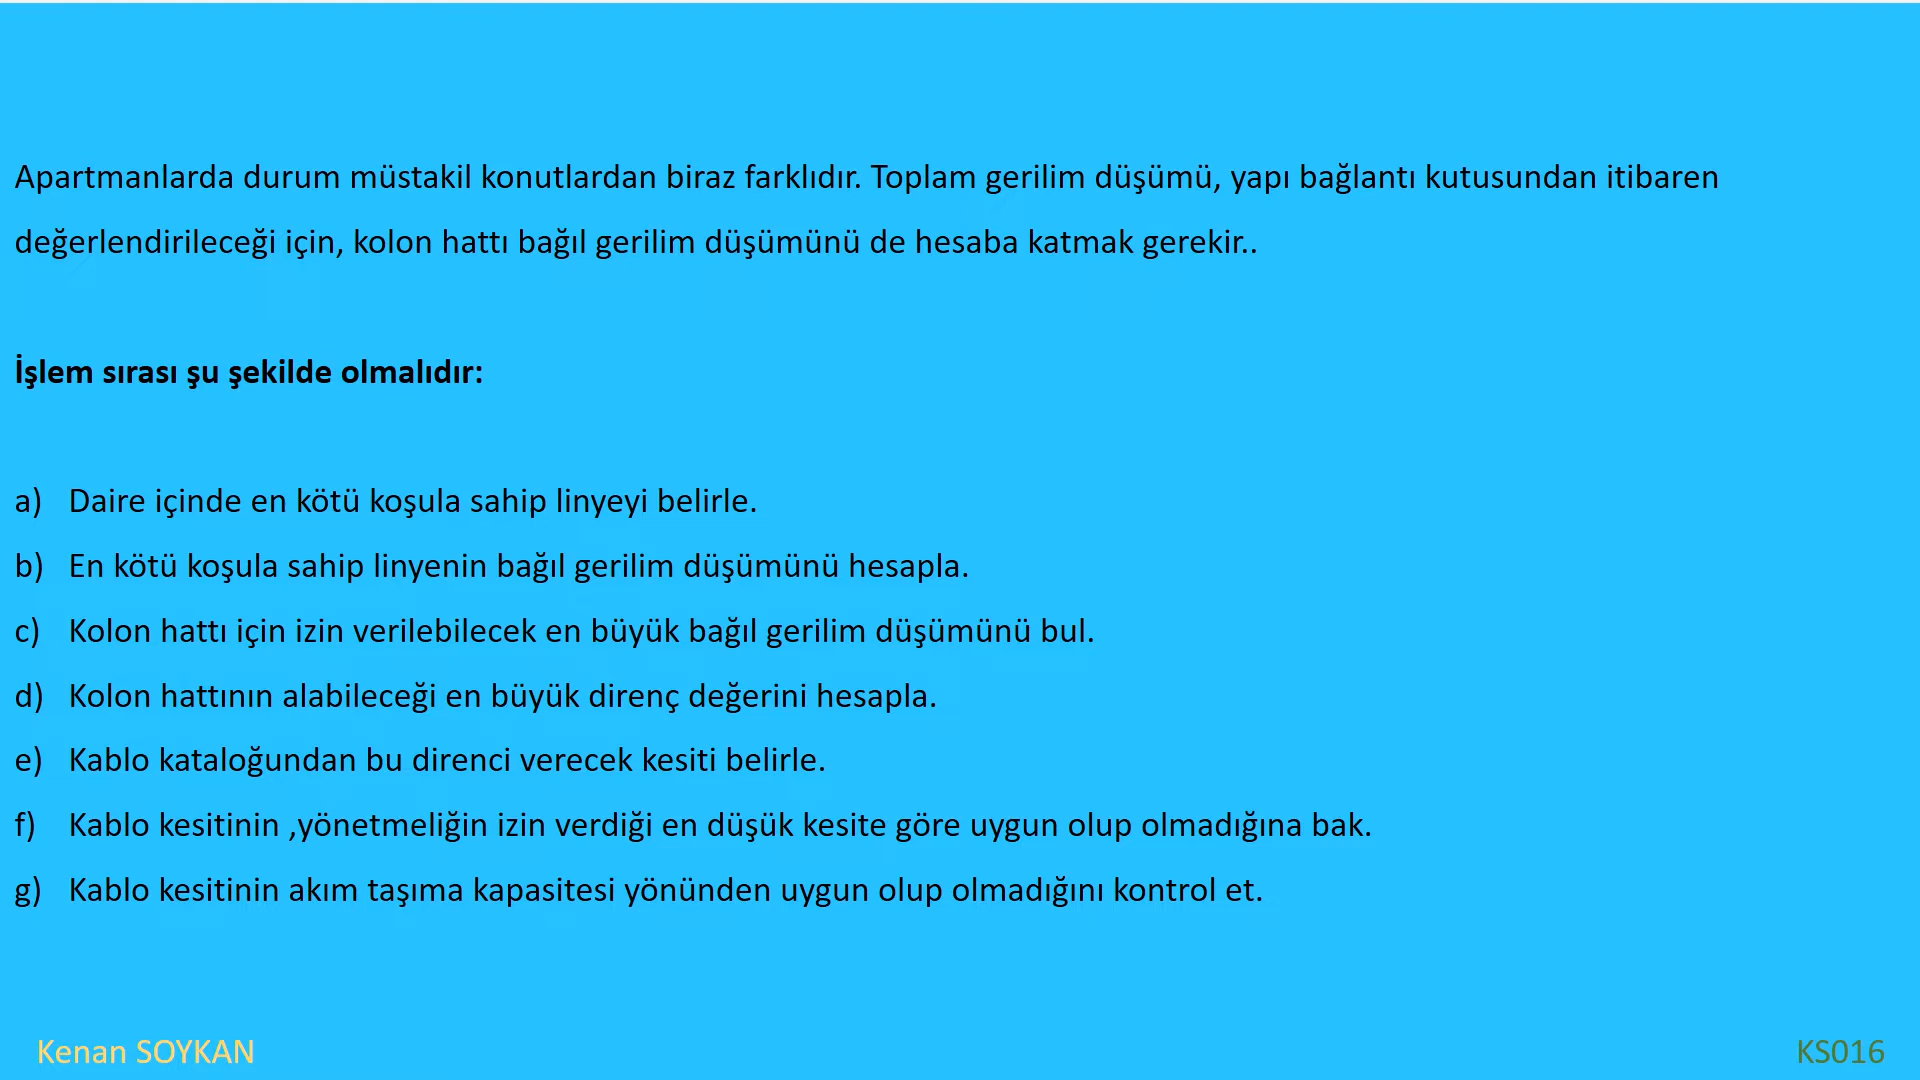 Apartmanlarda durum müstakil konutlardan biraz farklıdır. Toplam gerilim düşümü, yapı bağlantı kutusundan itibaren
değerlendirileceği için, kolon hattı bağıl gerilim düşümünü de hesaba katmak gerekir..
İşlem sırası şu şekilde olmalıdır:
a) Daire içinde en kötü koşula sahip linyeyi belirle.
b) En kötü koşula sahip linyenin bağıl gerilim düşümünü hesapla.
c) Kolon hattı için izin verilebilecek en büyük bağıl gerilim düşümünü bul.
d) Kolon hattının alabileceği en büyük direnç değerini hesapla.
e) Kablo kataloğundan bu direnci verecek kesiti belirle.
f) Kablo kesitinin ,yönetmeliğin izin verdiği en düşük kesite göre uygun olup olmadığına bak.
g) Kablo kesitinin akım taşıma kapasitesi yönünden uygun olup olmadığını kontrol et.
Kenan SOYKAN
KS016